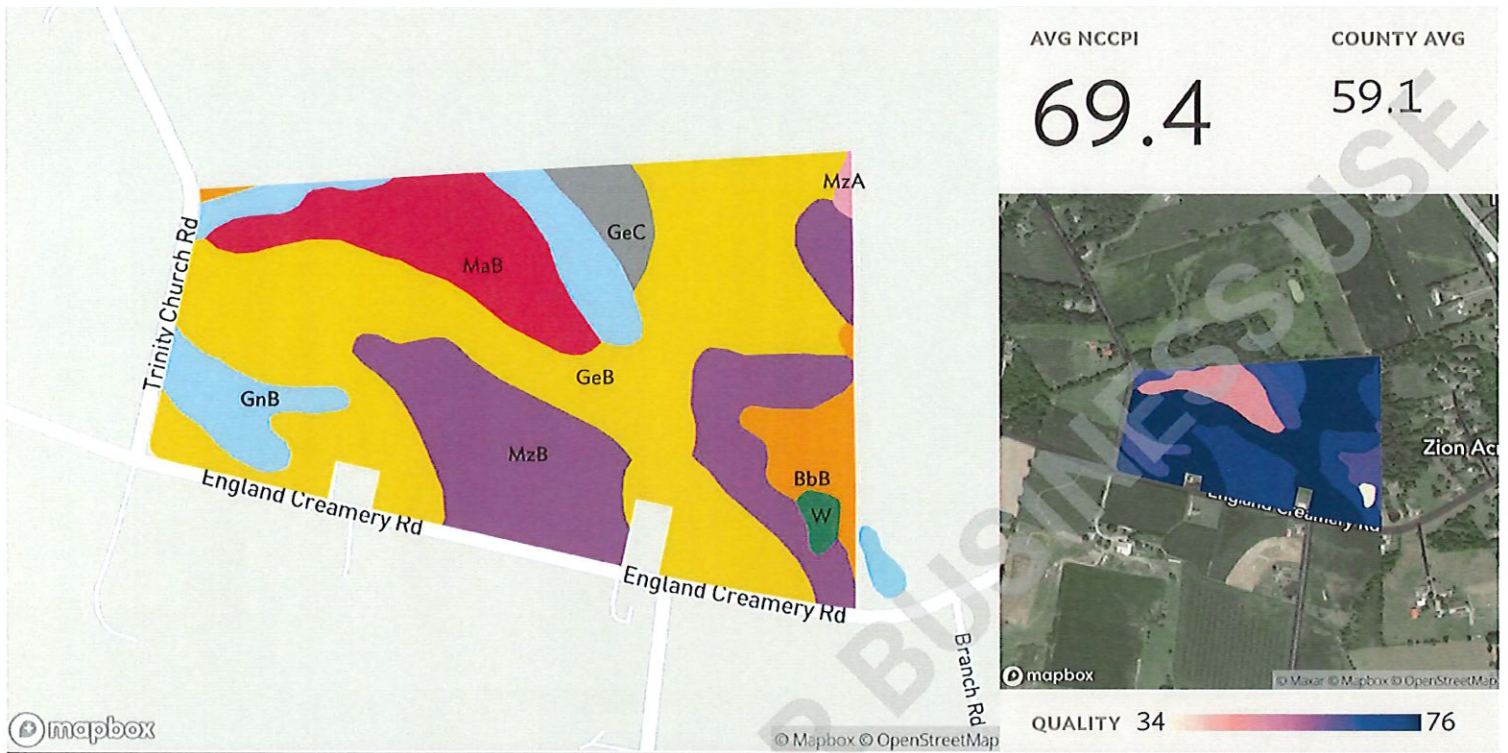 AVG NCCPI
COUNTY AVG
69.4
59.1
MzA
GeC
MaB
Trinity Church Rd
GeB
GnB
MzB
BbB
W
England Creamery Rd
England Creamery Rd
Branch Rd
mapbox
© Mapbox © OpenStreetMap
Zion Acr
England Creamery Rd
mapbox
© Maxar © Mapbox © OpenStreetMap
QUALITY 34
76
R BUSINESS USE